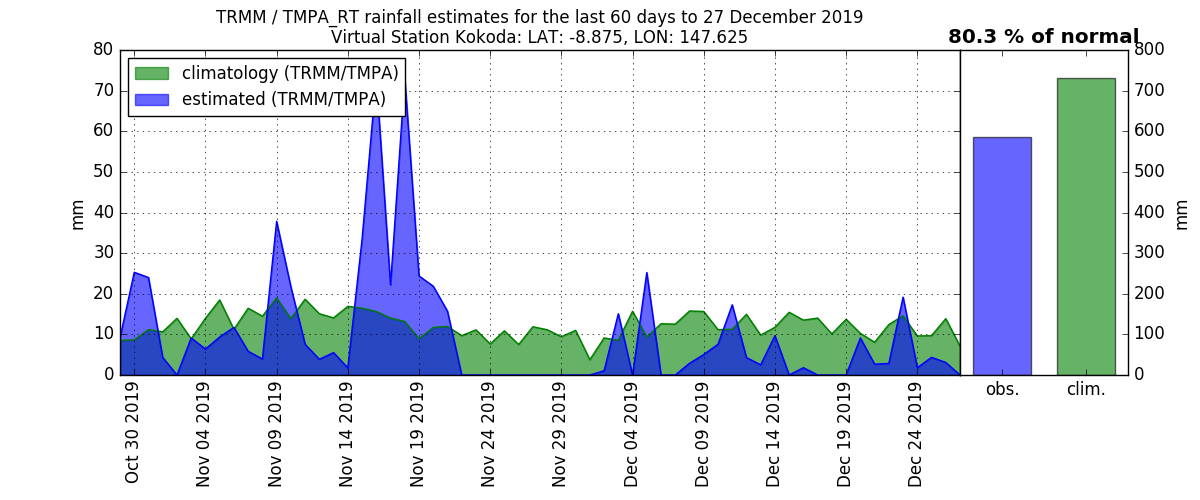 TRMM / TMPA_RT rainfall estimates for the last 60 days to 27 December 2019
Virtual Station Kokoda: LAT: -8.875, LON: 147.625
80.3 % of normal
climatology (TRMM/TMPA)
estimated (TRMM/TMPA)
mm
80
70
60
50
40
30
20
10
0
Oct 30 2019
Nov 04 2019
Nov 09 2019
Nov 14 2019
Nov 19 2019
Nov 24 2019
Nov 29 2019
Dec 04 2019
Dec 09 2019
Dec 14 2019
Dec 19 2019
Dec 24 2019
obs.
clim.
800
700
600
500
400
300
200
100
0
mm